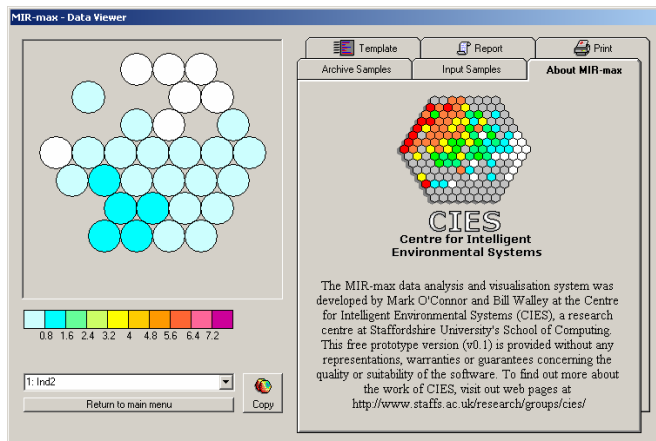 MIR-max - Data Viewer
Template
Report
Print
Archive Samples
Input Samples
About MIR-max
CIES
Centre for Intelligent
Environmental Systems
The MIR-max data analysis and visualisation system was
developed by Mark O'Connor and Bill Walley at the Centre
for Intelligent Environmental Systems (CIES), a research
centre at Staffordshire University's School of Computing.
This free prototype version (v0.1) is provided without any
representations, warranties or guarantees concerning the
quality or suitability of the software. To find out more about
the work of CIES, visit out web pages at
http://www.staffs.ac.uk/research/groups/cies/
0.8 1.6 2.4 3.2 4 4.8 5.6 6.4 7.2
1: Ind2
Return to main menu
Copy